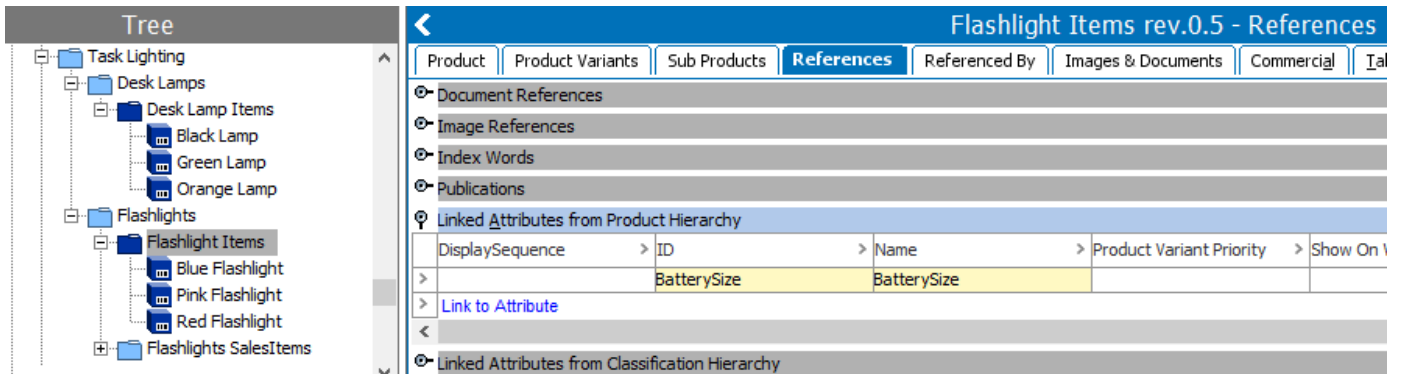 Tree
Task Lighting
Desk Lamps
Desk Lamp Items
Black Lamp
Green Lamp
Orange Lamp
Flashlights
Flashlight Items
Blue Flashlight
Pink Flashlight
Red Flashlight
Flashlights SalesItems
Flashlight Items rev.0.5 - References
Product Product Variants Sub Products References Referenced By Images & Documents Commercial Tal
Document References
Image References
Index Words
Publications
Linked Attributes from Product Hierarchy
DisplaySequence > ID > Name > Product Variant Priority > Show On
> BatterySize BatterySize
> Link to Attribute
<
Linked Attributes from Classification Hierarchy